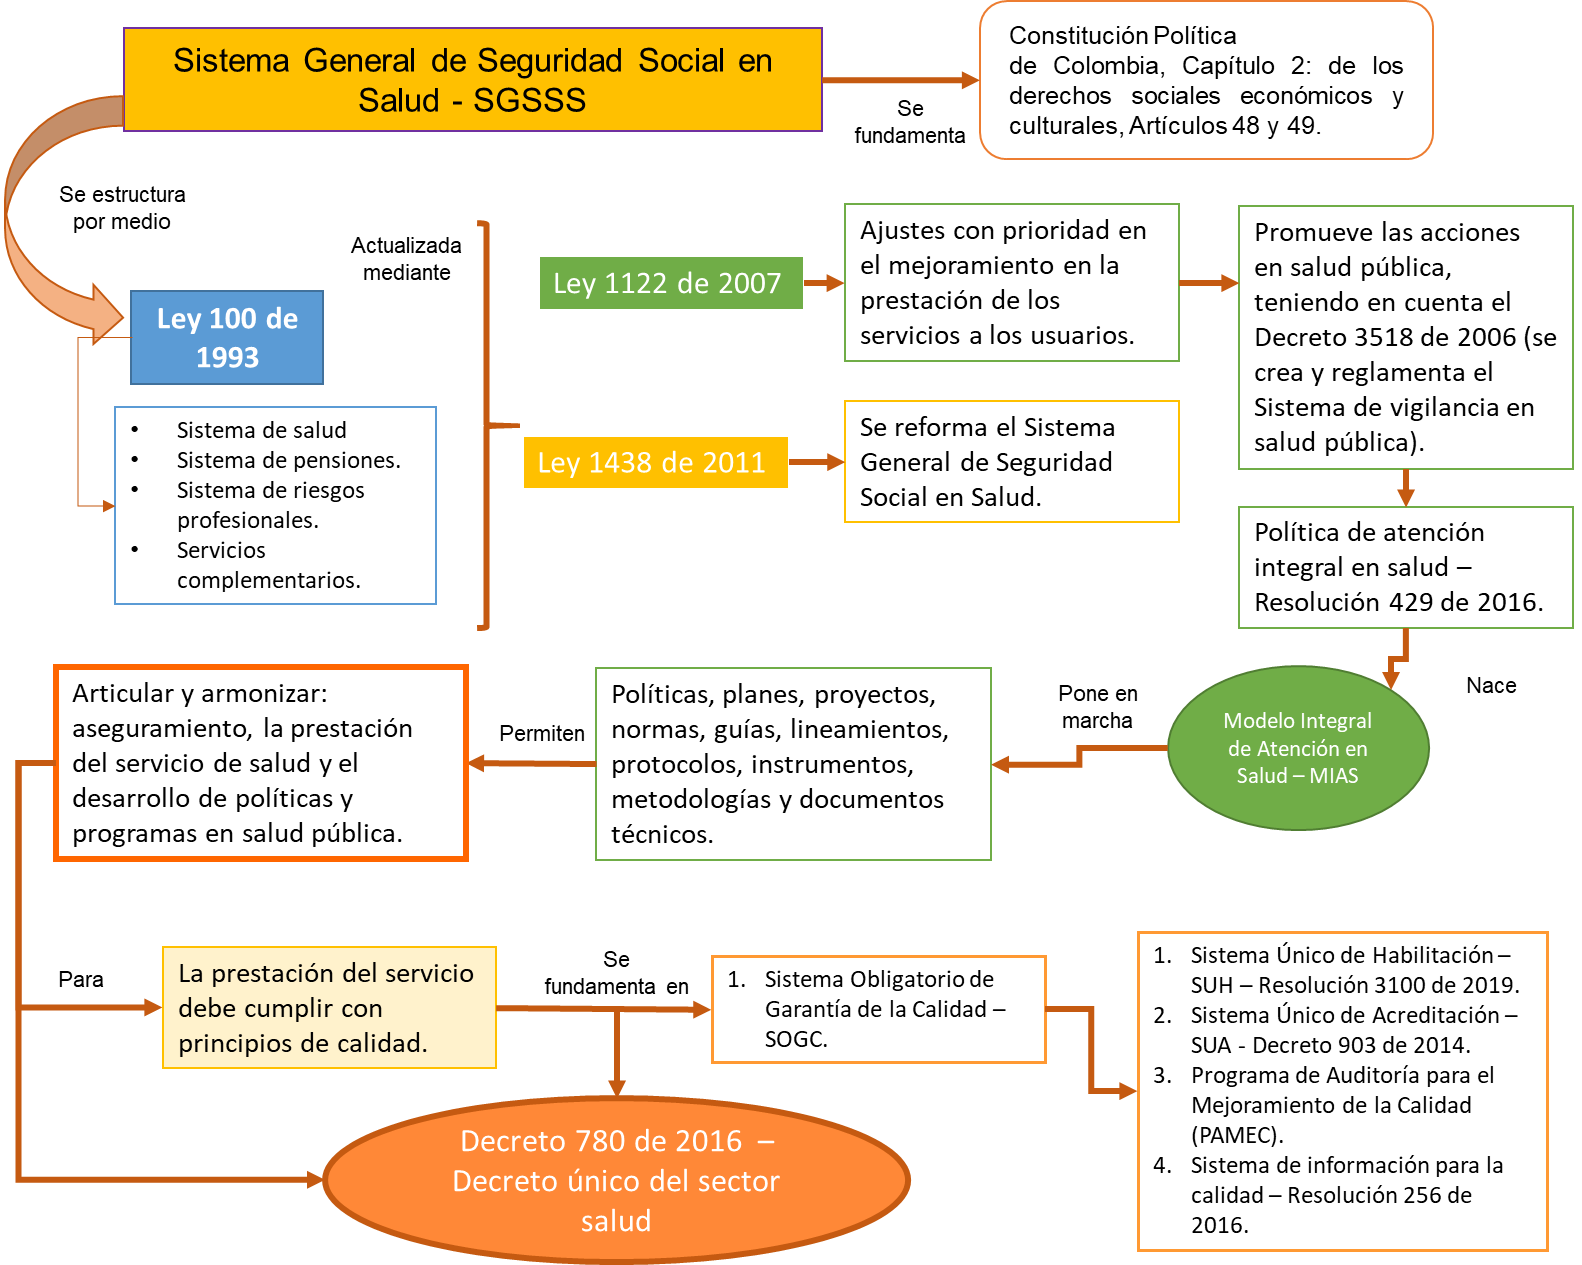 Sistema General de Seguridad Social en
Salud - SGSSS
Se
fundamenta
Constitución Política
de Colombia, Capítulo 2: de los
derechos sociales económicos y
culturales, Artículos 48 y 49.
Se estructura
por medio
Ley 100 de
1993
• Sistema de salud
• Sistema de pensiones.
• Sistema de riesgos
profesionales.
• Servicios
complementarios.
Actualizada
mediante
Ley 1122 de 2007
Ajustes con prioridad en
el mejoramiento en la
prestación de los
servicios a los usuarios.
Promueve las acciones
en salud pública,
teniendo en cuenta el
Decreto 3518 de 2006 (se
crea y reglamenta el
Sistema de vigilancia en
salud pública).
Ley 1438 de 2011
Se reforma el Sistema
General de Seguridad
Social en Salud.
Política de atención
integral en salud –
Resolución 429 de 2016.
Nace
Modelo Integral
de Atención en
Salud – MIAS
Pone en
marcha
Políticas, planes, proyectos,
normas, guías, lineamientos,
protocolos, instrumentos,
metodologías y documentos
técnicos.
Permiten
Articular y armonizar:
aseguramiento, la prestación
del servicio de salud y el
desarrollo de políticas y
programas en salud pública.
Para
La prestación del servicio
debe cumplir con
principios de calidad.
Se
fundamenta en
1. Sistema Obligatorio de
Garantía de la Calidad –
SOGC.
1. Sistema Único de Habilitación –
SUH – Resolución 3100 de 2019.
2. Sistema Único de Acreditación –
SUA - Decreto 903 de 2014.
3. Programa de Auditoría para el
Mejoramiento de la Calidad
(PAMEC).
4. Sistema de información para la
calidad – Resolución 256 de
2016.
Decreto 780 de 2016 –
Decreto único del sector
salud